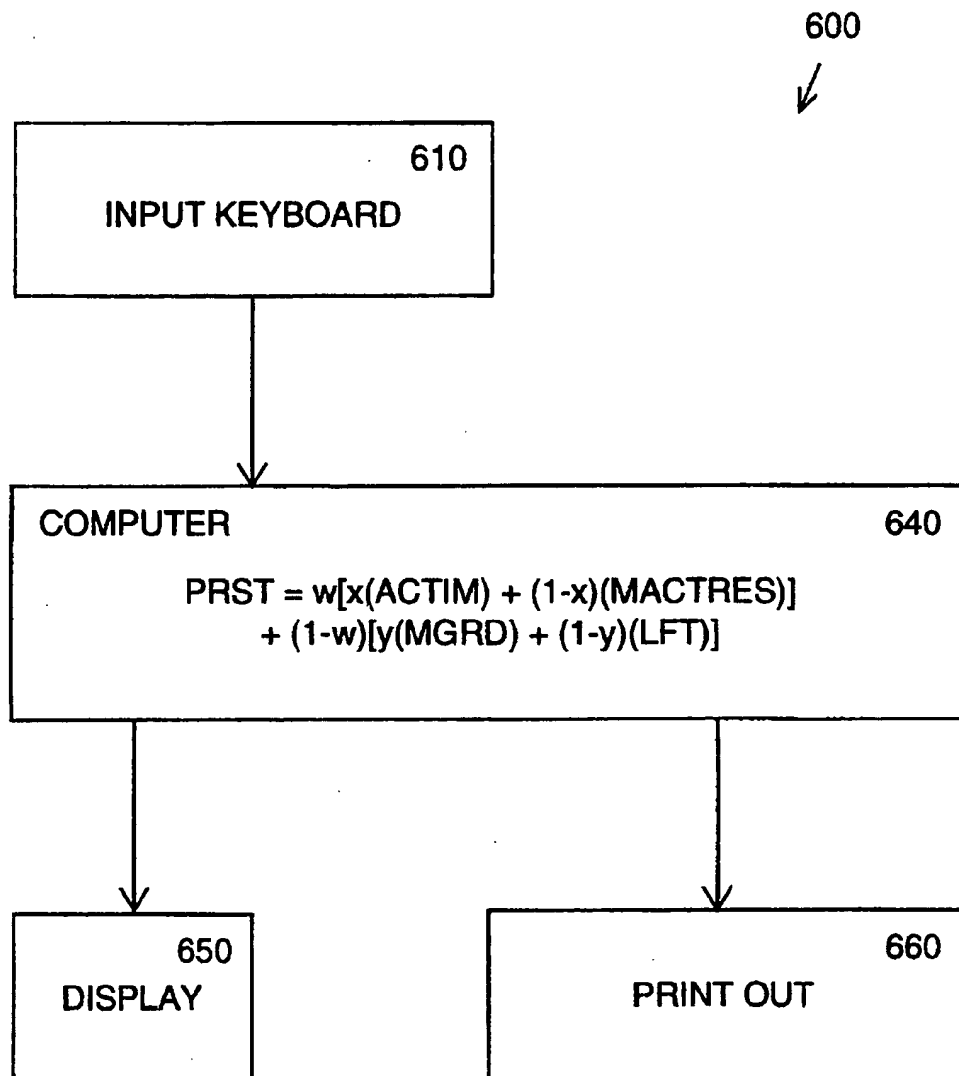 600
610
INPUT KEYBOARD
COMPUTER 640
PRST = w[x(ACTIM) + (1-x)(MACTRES)]
+ (1-w)[y(MGRD) + (1-y)(LFT)]
650
DISPLAY
660
PRINT OUT